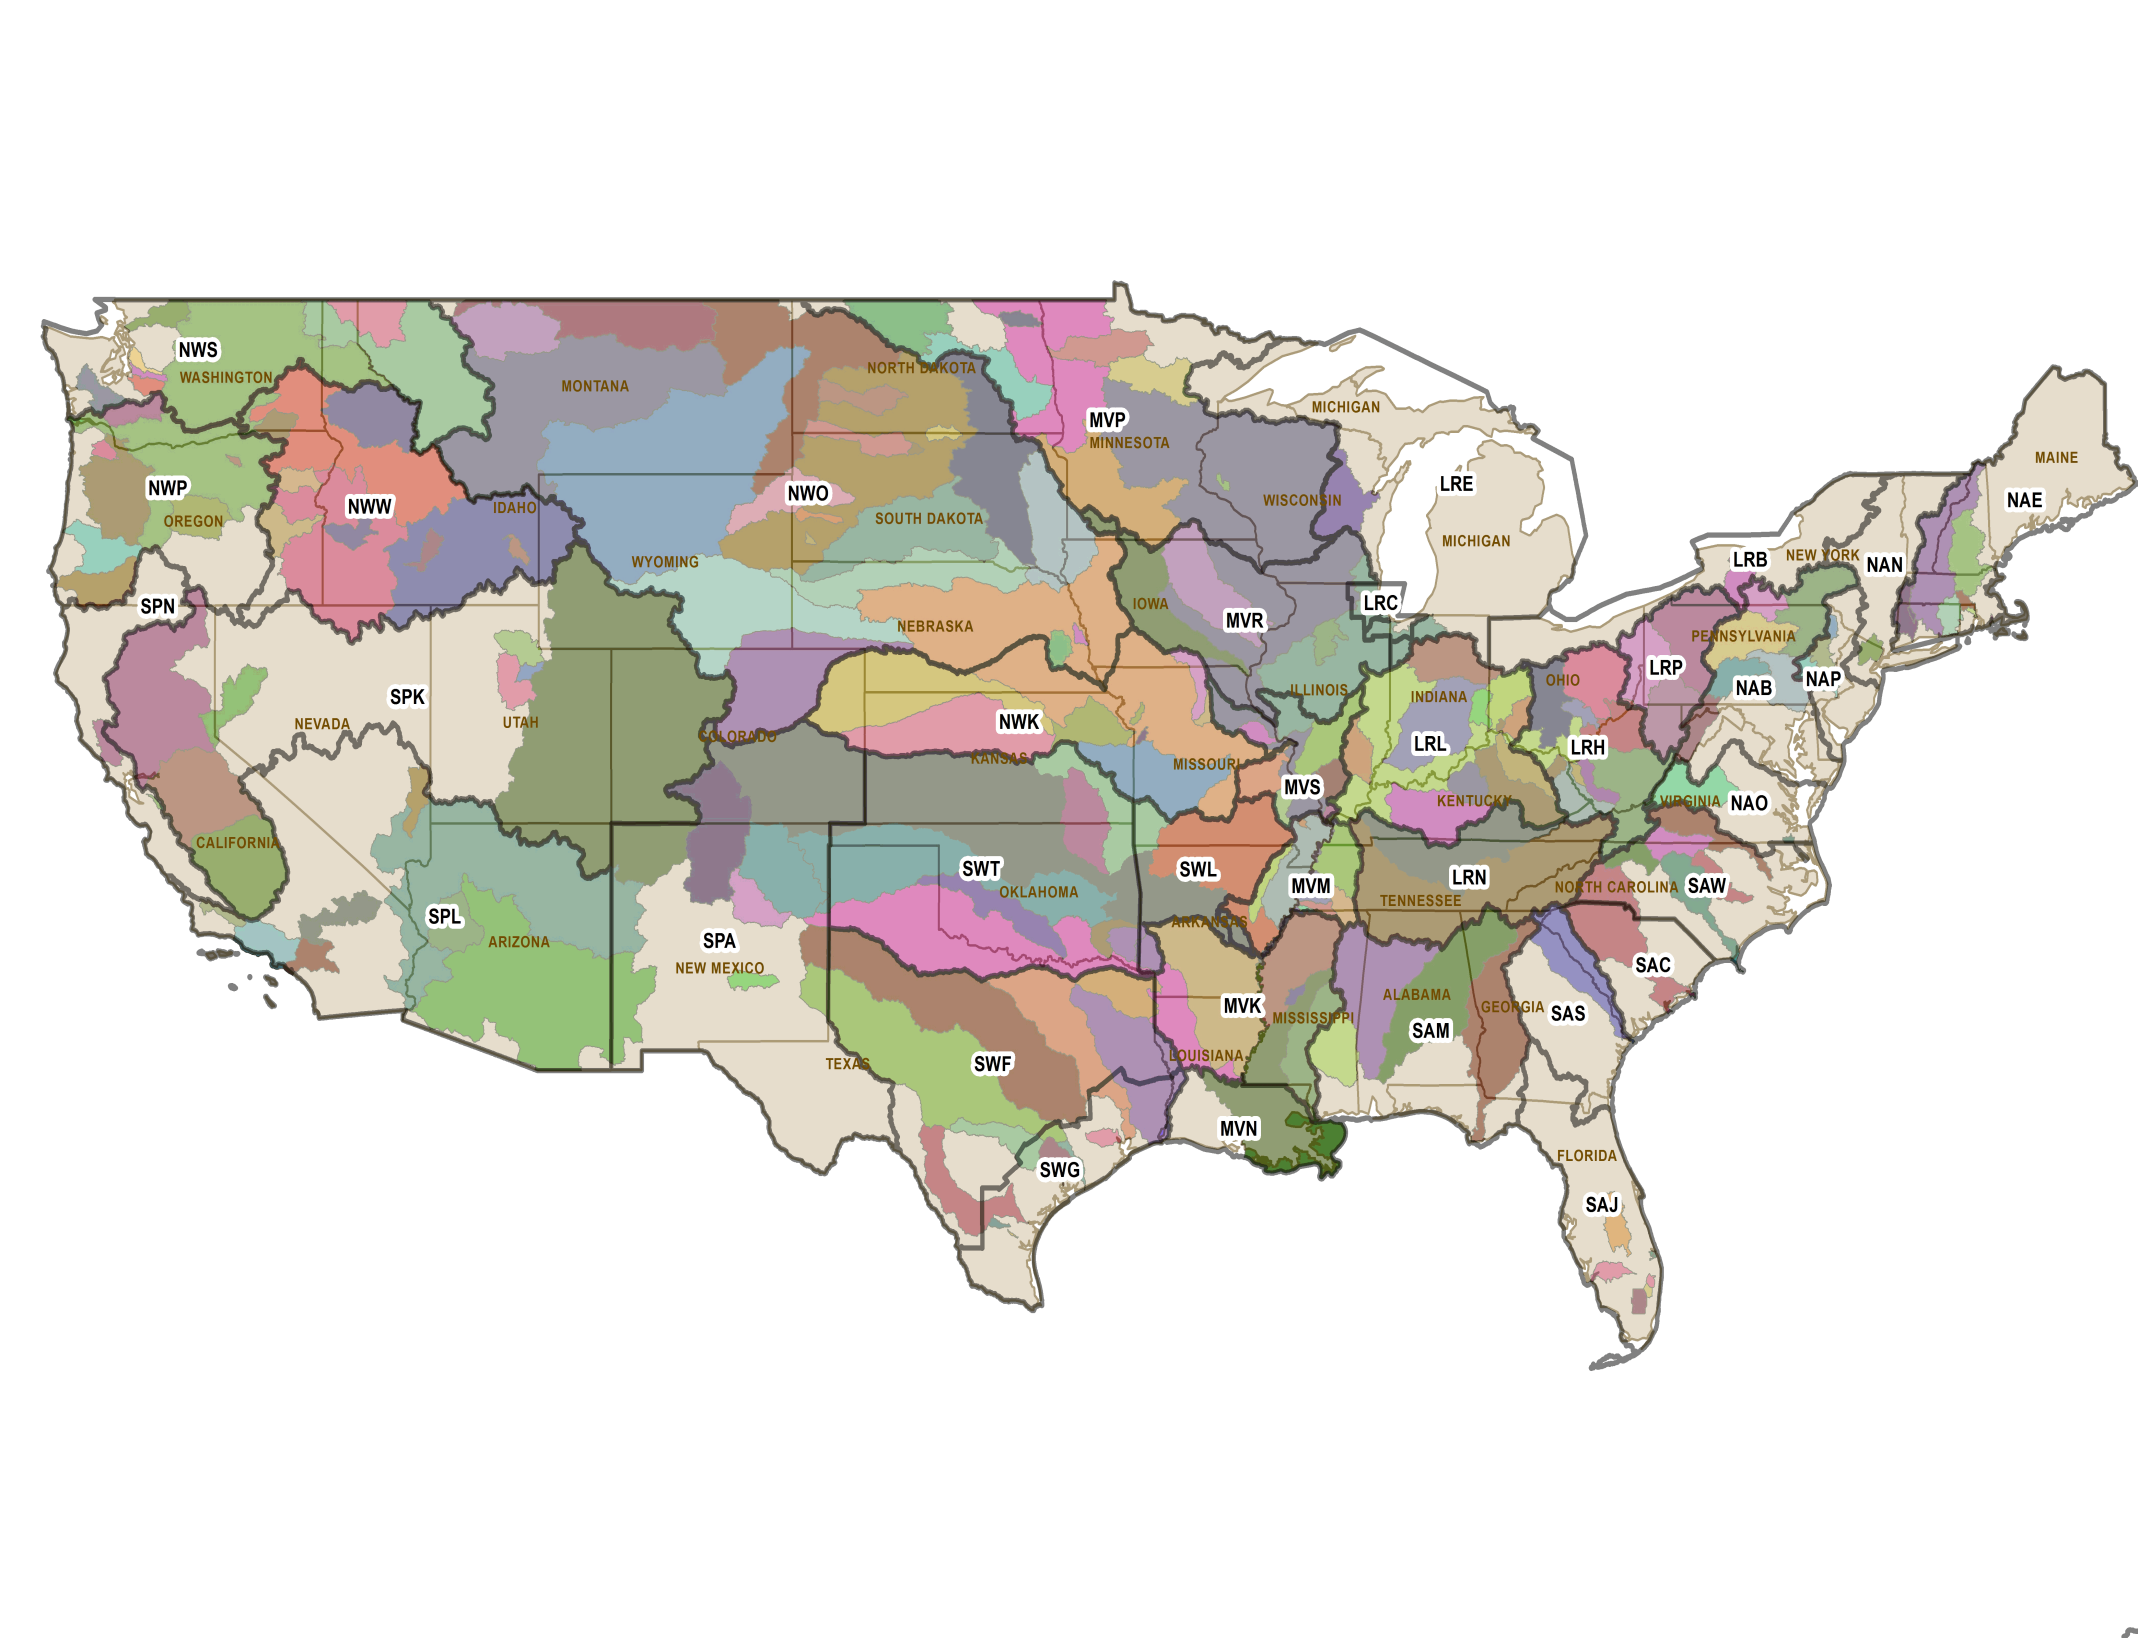 NWS
WASHINGTON
MONTANA
NORTH DAKOTA
MVP
MINNESOTA
MICHIGAN
MAINE
NWP
OREGON
NWW
IDAHO
NWO
SOUTH DAKOTA
WISCONSIN
LRE
MICHIGAN
NAE
WYOMING
LRB
NEW YORK
NAN
SPN
NEBRASKA
IOWA
MVR
LRC
PENNSYLVANIA
SPK
NEVADA
UTAH
COLORADO
NWK
KANSAS
MISSOURI
ILLINOIS
INDIANA
OHIO
LRP
NAB
NAP
LRL
LRH
MVS
KENTUCKY
VIRGINIA
NAO
CALIFORNIA
SPL
ARIZONA
SPA
NEW MEXICO
SWT
OKLAHOMA
SWL
ARKANSAS
MVM
LRN
TENNESSEE
NORTH CAROLINA
SAW
SAC
TEXAS
SWF
MVK
LOUISIANA
MISSISSIPPI
ALABAMA
SAM
GEORGIA
SAS
MVN
SWG
FLORIDA
SAJ